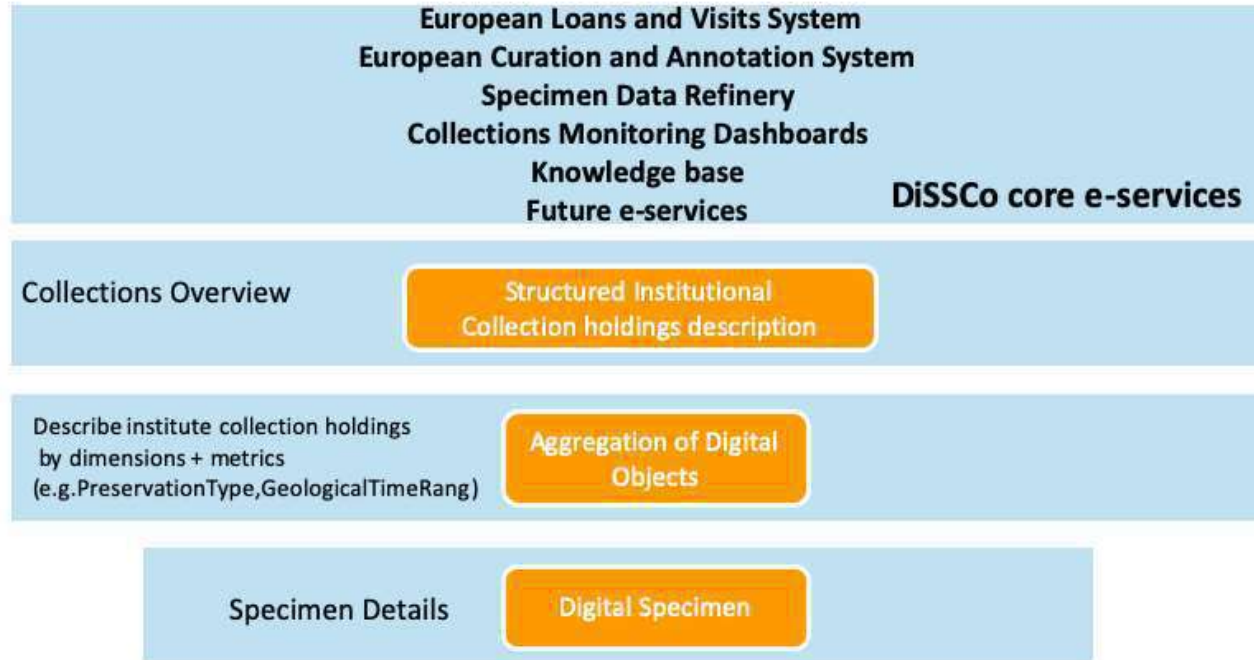 European Loans and Visits System
European Curation and Annotation System
Specimen Data Refinery
Collections Monitoring Dashboards
Knowledge base
Future e-services
DiSSCo core e-services
Collections Overview
Structured Institutional
Collection holdings description
Describe institute collection holdings
by dimensions + metrics
(e.g.PreservationType,GeologicalTimeRang)
Aggregation of Digital
Objects
Specimen Details
Digital Specimen